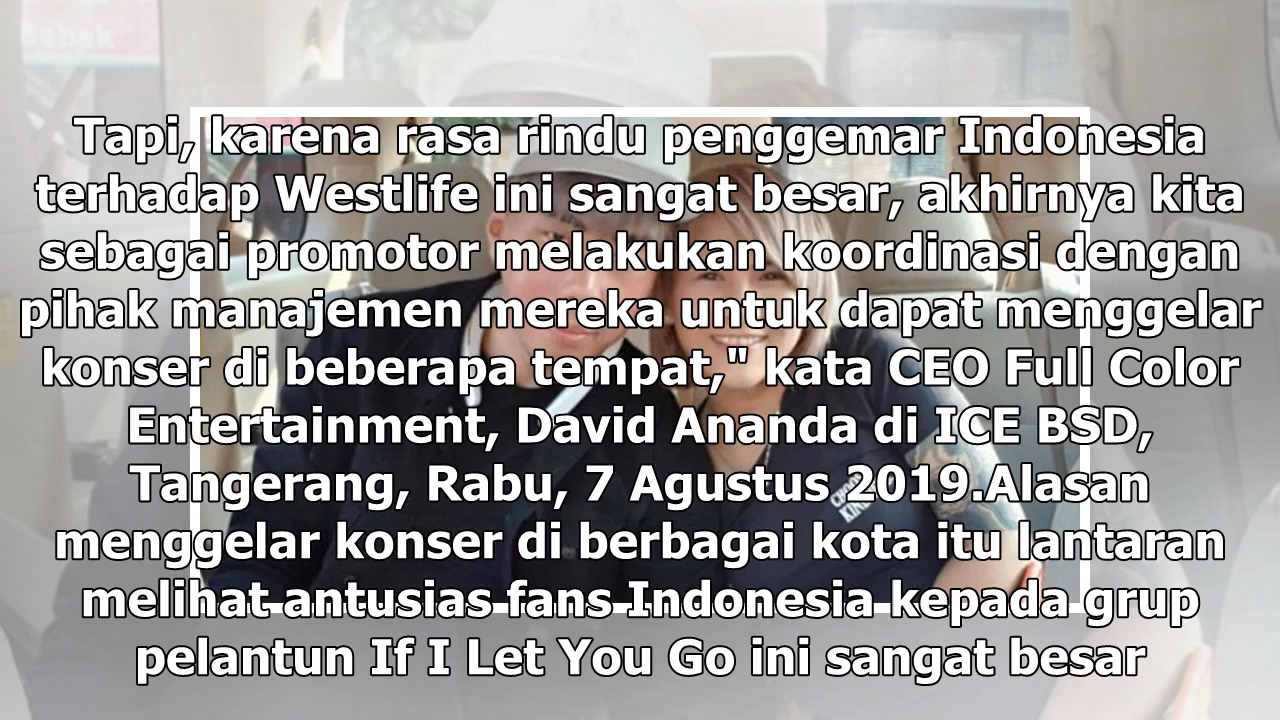 Bebek
Tapi, karena rasa rindu penggemar Indonesia
terhadap Westlife ini sangat besar, akhirnya kita
sebagai promotor melakukan koordinasi dengan
pihak manajemen mereka untuk dapat menggelar
konser di beberapa tempat," kata CEO Full Color
Entertainment, David Ananda di ICE BSD,
Tangerang, Rabu, 7 Agustus 2019.Alasan
menggelar konser di berbagai kota itu lantaran
melihat antusias fans Indonesia kepada grup
pelantun If I Let You Go ini sangat besar